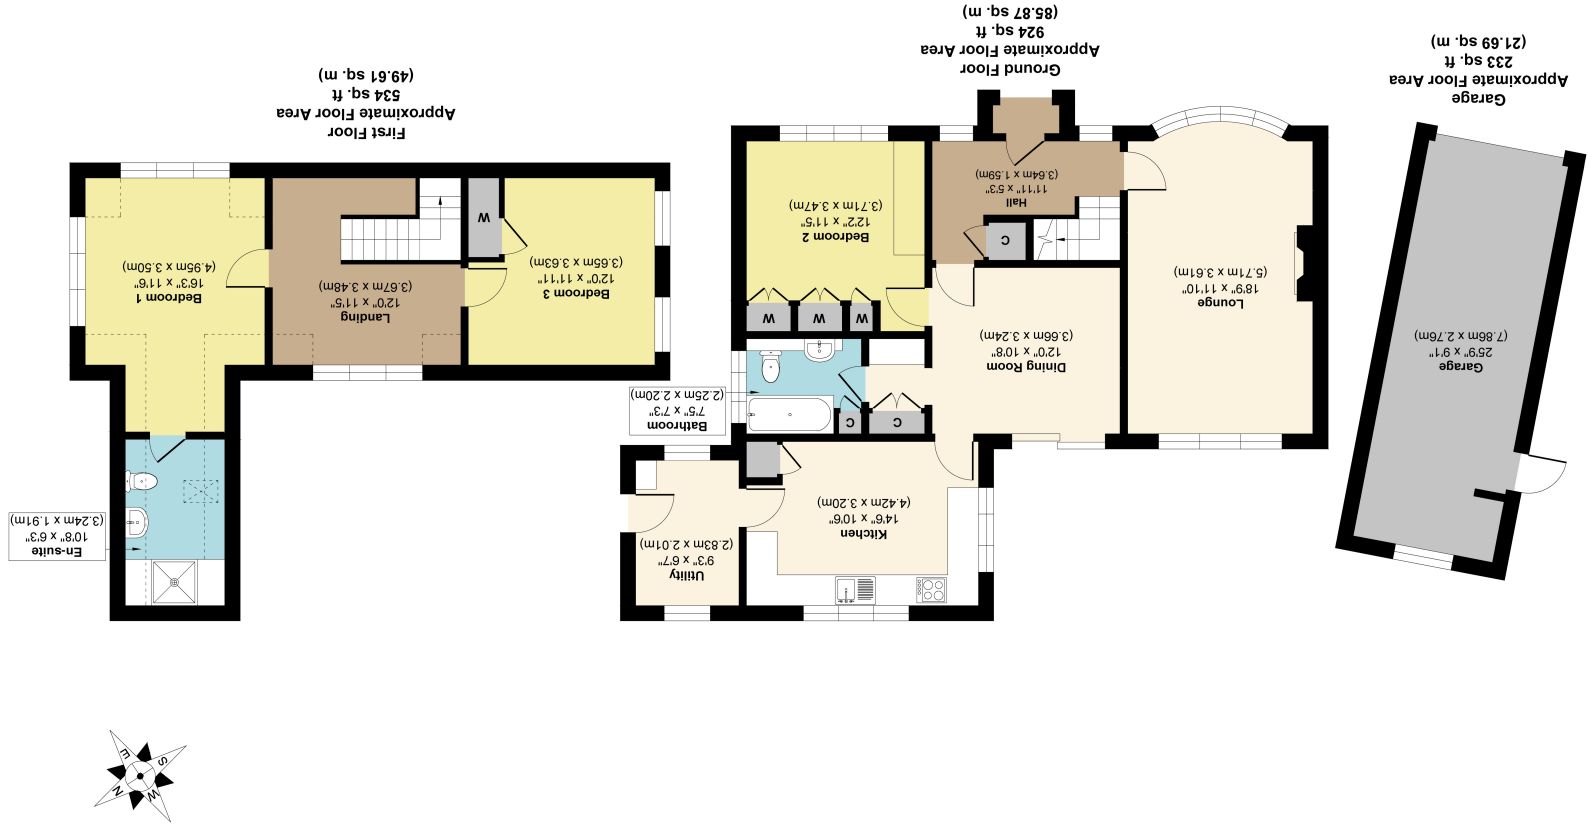 Garage
Approximate Floor Area
233 sq. ft
(21.69 sq. m)
Ground Floor
Approximate Floor Area
924 sq. ft
(85.87 sq. m)
First Floor
Approximate Floor Area
534 sq. ft
(49.61 sq. m)
Garage
25'9" x 9'1"
(7.86m x 2.76m)
Lounge
18'9" x 11'10"
(5.71m x 3.61m)
Hall
11'11" x 5'3"
(3.64m x 1.59m)
C
Dining Room
12'0" x 10'8"
(3.66m x 3.24m)
Bedroom 2
12'2" x 11'5"
(3.71m x 3.47m)
W
W
W
Bathroom
7'5" x 7'3"
(2.25m x 2.20m)
C
C
Kitchen
14'6" x 10'6"
(4.42m x 3.20m)
Utility
9'3" x 6'7"
(2.83m x 2.01m)
Bedroom 3
12'0" x 11'11"
(3.65m x 3.63m)
W
Landing
12'0" x 11'5"
(3.67m x 3.48m)
Bedroom 1
16'3" x 11'6"
(4.95m x 3.50m)
En-suite
10'8" x 6'3"
(3.24m x 1.91m)
N
E
S
W